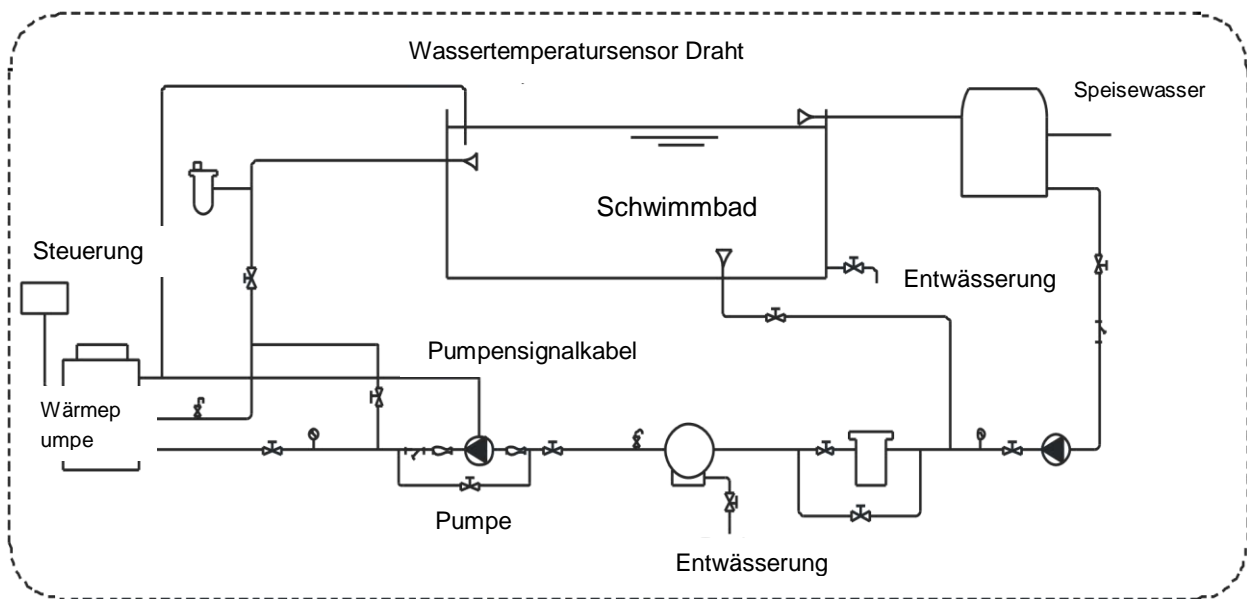 Wassertemperatursensor Draht
Speisewasser
Schwimmbad
Steuerung
Entwässerung
Pumpensignalkabel
Wärmep
umpe
Pumpe
Entwässerung